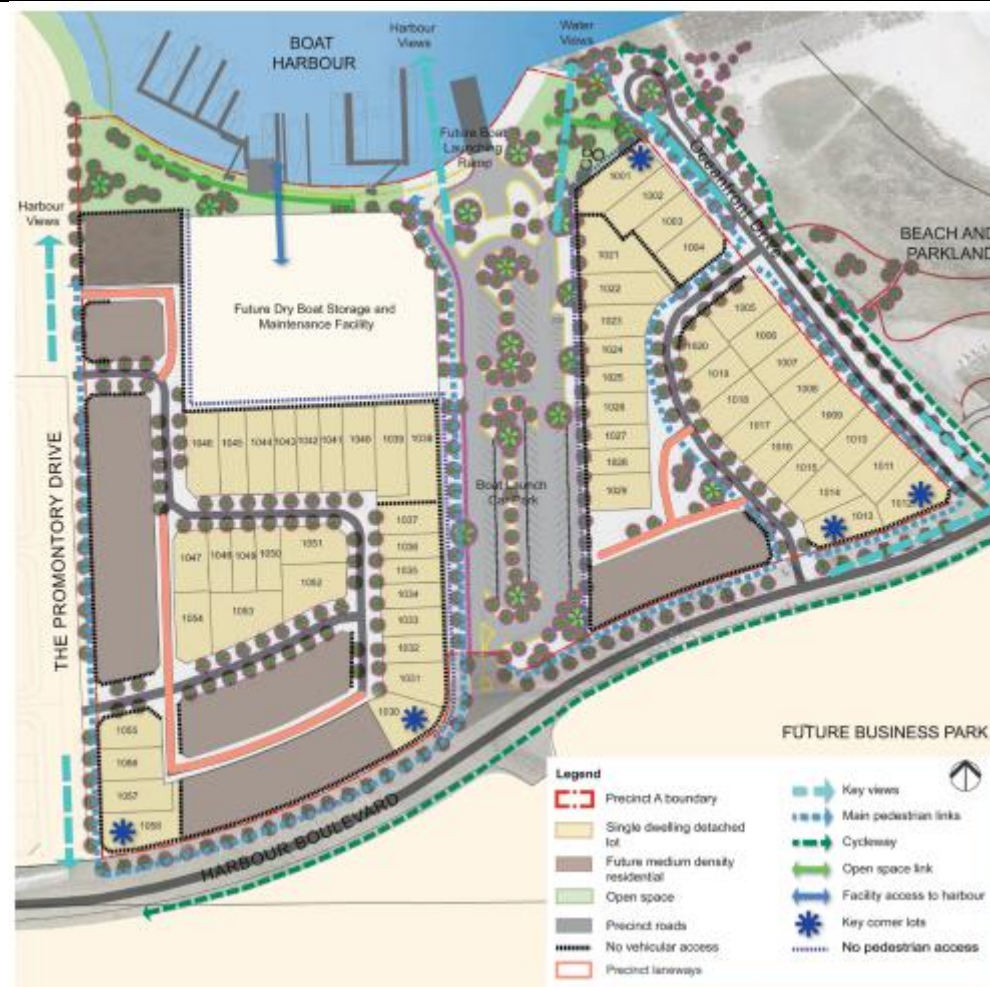 BOAT
HARBOUR
Harbour
Views
Water
Views
Future Boat
Launching
Ramp
Harbour
Views
Oceanfront Drive
BEACH AND
PARKLAND
Future Dry Boat Storage and
Maintenance Facility
Boat Launch
Car Park
THE PROMONTORY DRIVE
HARBOUR BOULEVARD
FUTURE BUSINESS PARK
1001
1002
1003
1004
1021
1022
1023
1024
1025
1026
1027
1028
1029
1005
1006
1007
1008
1009
1010
1011
1012
1013
1014
1015
1016
1017
1018
1019
1020
1046
1045
1044
1043
1042
1041
1040
1039
1038
1037
1036
1035
1034
1033
1032
1031
1030
1047
1048
1049
1050
1051
1052
1053
1054
1055
1056
1057
1058
Legend
Precinct A boundary
Single dwelling detached
lot
Future medium density
residential
Open space
Precinct roads
No vehicular access
Precinct laneways
Key views
Main pedestrian links
Cycleway
Open space link
Facility access to harbour
Key corner lots
No pedestrian access